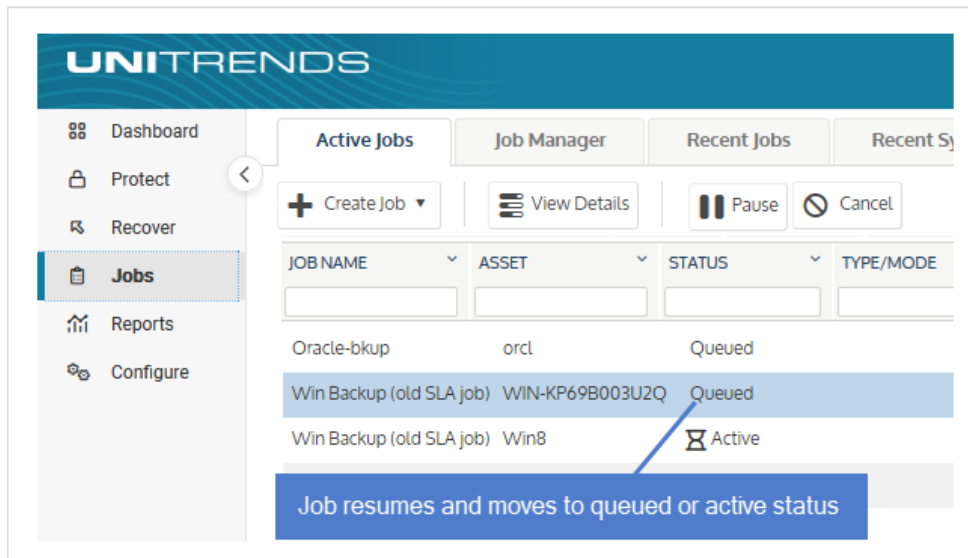 UNITRENDS
Dashboard
Protect
Recover
Jobs
Reports
Configure
Active Jobs Job Manager Recent Jobs Recent Sy
Create Job View Details Pause Cancel
JOB NAME ASSET STATUS TYPE/MODE
Oracle-bkup orcl Queued
Win Backup (old SLA job) WIN-KP69B003U2Q Queued
Win Backup (old SLA job) Win8 Active
Job resumes and moves to queued or active status